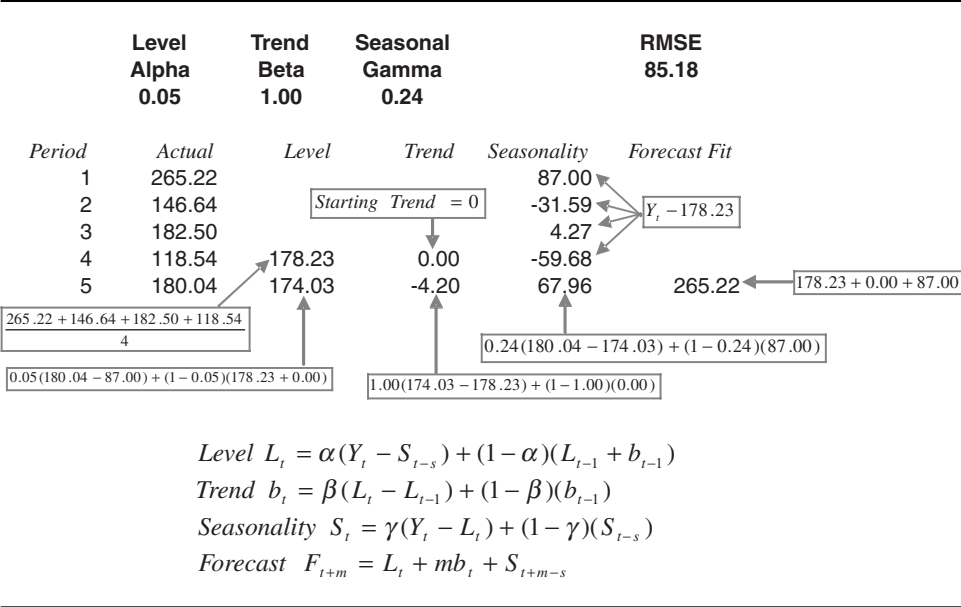 Level Trend Seasonal RMSE
Alpha Beta Gamma 85.18
0.05 1.00 0.24
Period Actual Level Trend Seasonality Forecast Fit
1 265.22 87.00
2 146.64 Starting Trend = 0 -31.59 Y_t − 178.23
3 182.50 4.27
4 118.54 178.23 0.00 -59.68
5 180.04 174.03 -4.20 67.96 265.22 178.23 + 0.00 + 87.00
265.22 + 146.64 + 182.50 + 118.54
4
0.24(180.04 − 174.03) + (1 − 0.24)(87.00)
0.05(180.04 − 87.00) + (1 − 0.05)(178.23 + 0.00)
1.00(174.03 − 178.23) + (1 − 1.00)(0.00)
Level L_t = α(Y_t − S_{t−s}) + (1 − α)(L_{t−1} + b_{t−1})
Trend b_t = β(L_t − L_{t−1}) + (1 − β)(b_{t−1})
Seasonality S_t = γ(Y_t − L_t) + (1 − γ)(S_{t−s})
Forecast F_{t+m} = L_t + mb_t + S_{t+m−s}